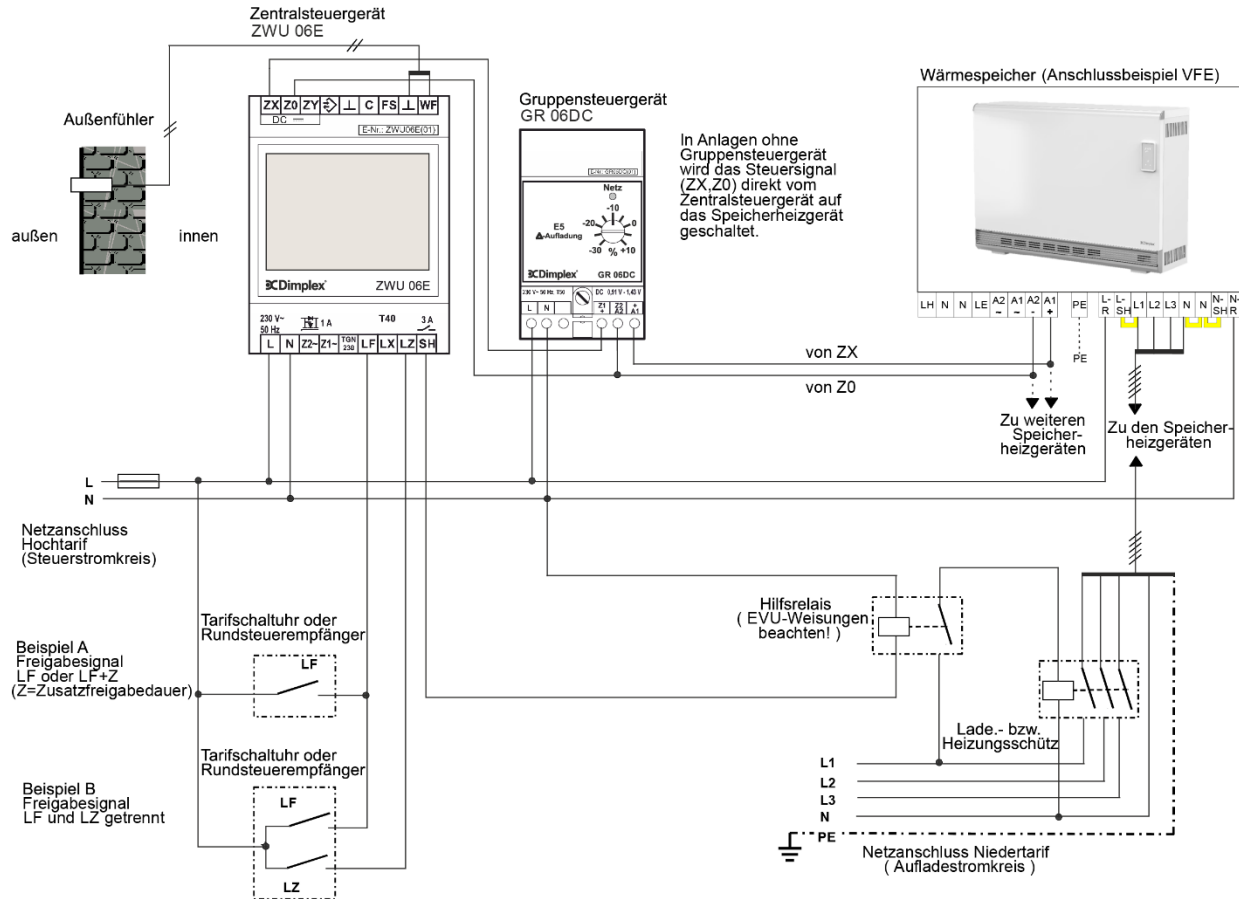 Zentralsteuergerät
ZWU 06E
Außenfühler
außen
innen
ZX Z0 ZY C FS WF
DC
E-Nr.: ZWU06E(01)
Dimplex
ZWU 06E
230 V~
50 Hz
1 A
T40
3 A
L N Z2~ Z1~ TGN 230 LF LX LZ SH
Gruppensteuergerät
GR 06DC
Netz
-10
-20
0
-30 % +10
E5
-Aufladung
Dimplex
GR 06DC
230 V~ 50 Hz T50
DC 0,91 V - 1,43 V
L N
Z1 +
Z2 A2
+ A1
In Anlagen ohne
Gruppensteuergerät
wird das Steuersignal
(ZX,Z0) direkt vom
Zentralsteuergerät auf
das Speicherheizgerät
geschaltet.
Wärmespeicher (Anschlussbeispiel VFE)
LH N N LE A2 ~ A1 ~ A2 - A1 + PE L-R L-SH L1 L2 L3 N N N-SH N-R
PE
von ZX
von Z0
Zu weiteren
Speicher-
heizgeräten
Zu den Speicher-
heizgeräten
L
N
Netzanschluss
Hochtarif
(Steuerstromkreis)
Beispiel A
Freigabesignal
LF oder LF+Z
(Z=Zusatzfreigabedauer)
Tarifschaltuhr oder
Rundsteuerempfänger
LF
Beispiel B
Freigabesignal
LF und LZ getrennt
Tarifschaltuhr oder
Rundsteuerempfänger
LF
LZ
Hilfsrelais
( EVU-Weisungen
beachten! )
Lade.- bzw.
Heizungsschütz
L1
L2
L3
N
PE
Netzanschluss Niedertarif
( Aufladestromkreis )